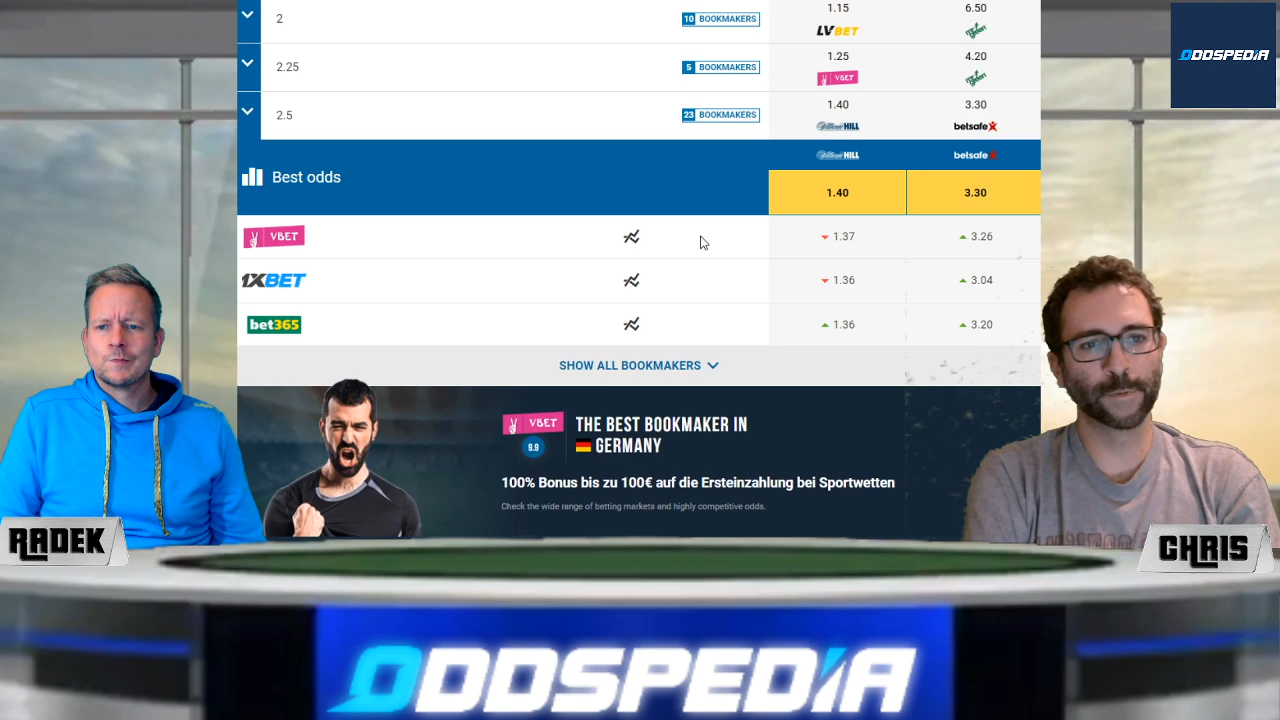 2
10 BOOKMAKERS
1.15
6.50
LVBET
mr green
ODDSPEDIA
2.25
5 BOOKMAKERS
1.25
4.20
VBET
mr green
2.5
23 BOOKMAKERS
1.40
3.30
William HILL
betsafe
William HILL
betsafe
Best odds
1.40
3.30
VBET
1.37
3.26
1XBET
1.36
3.04
bet365
1.36
3.20
SHOW ALL BOOKMAKERS
VBET
9.9
THE BEST BOOKMAKER IN
GERMANY
100% Bonus bis zu 100€ auf die Ersteinzahlung bei Sportwetten
Check the wide range of betting markets and highly competitive odds.
RADEK
CHRIS
ODDSPEDIA